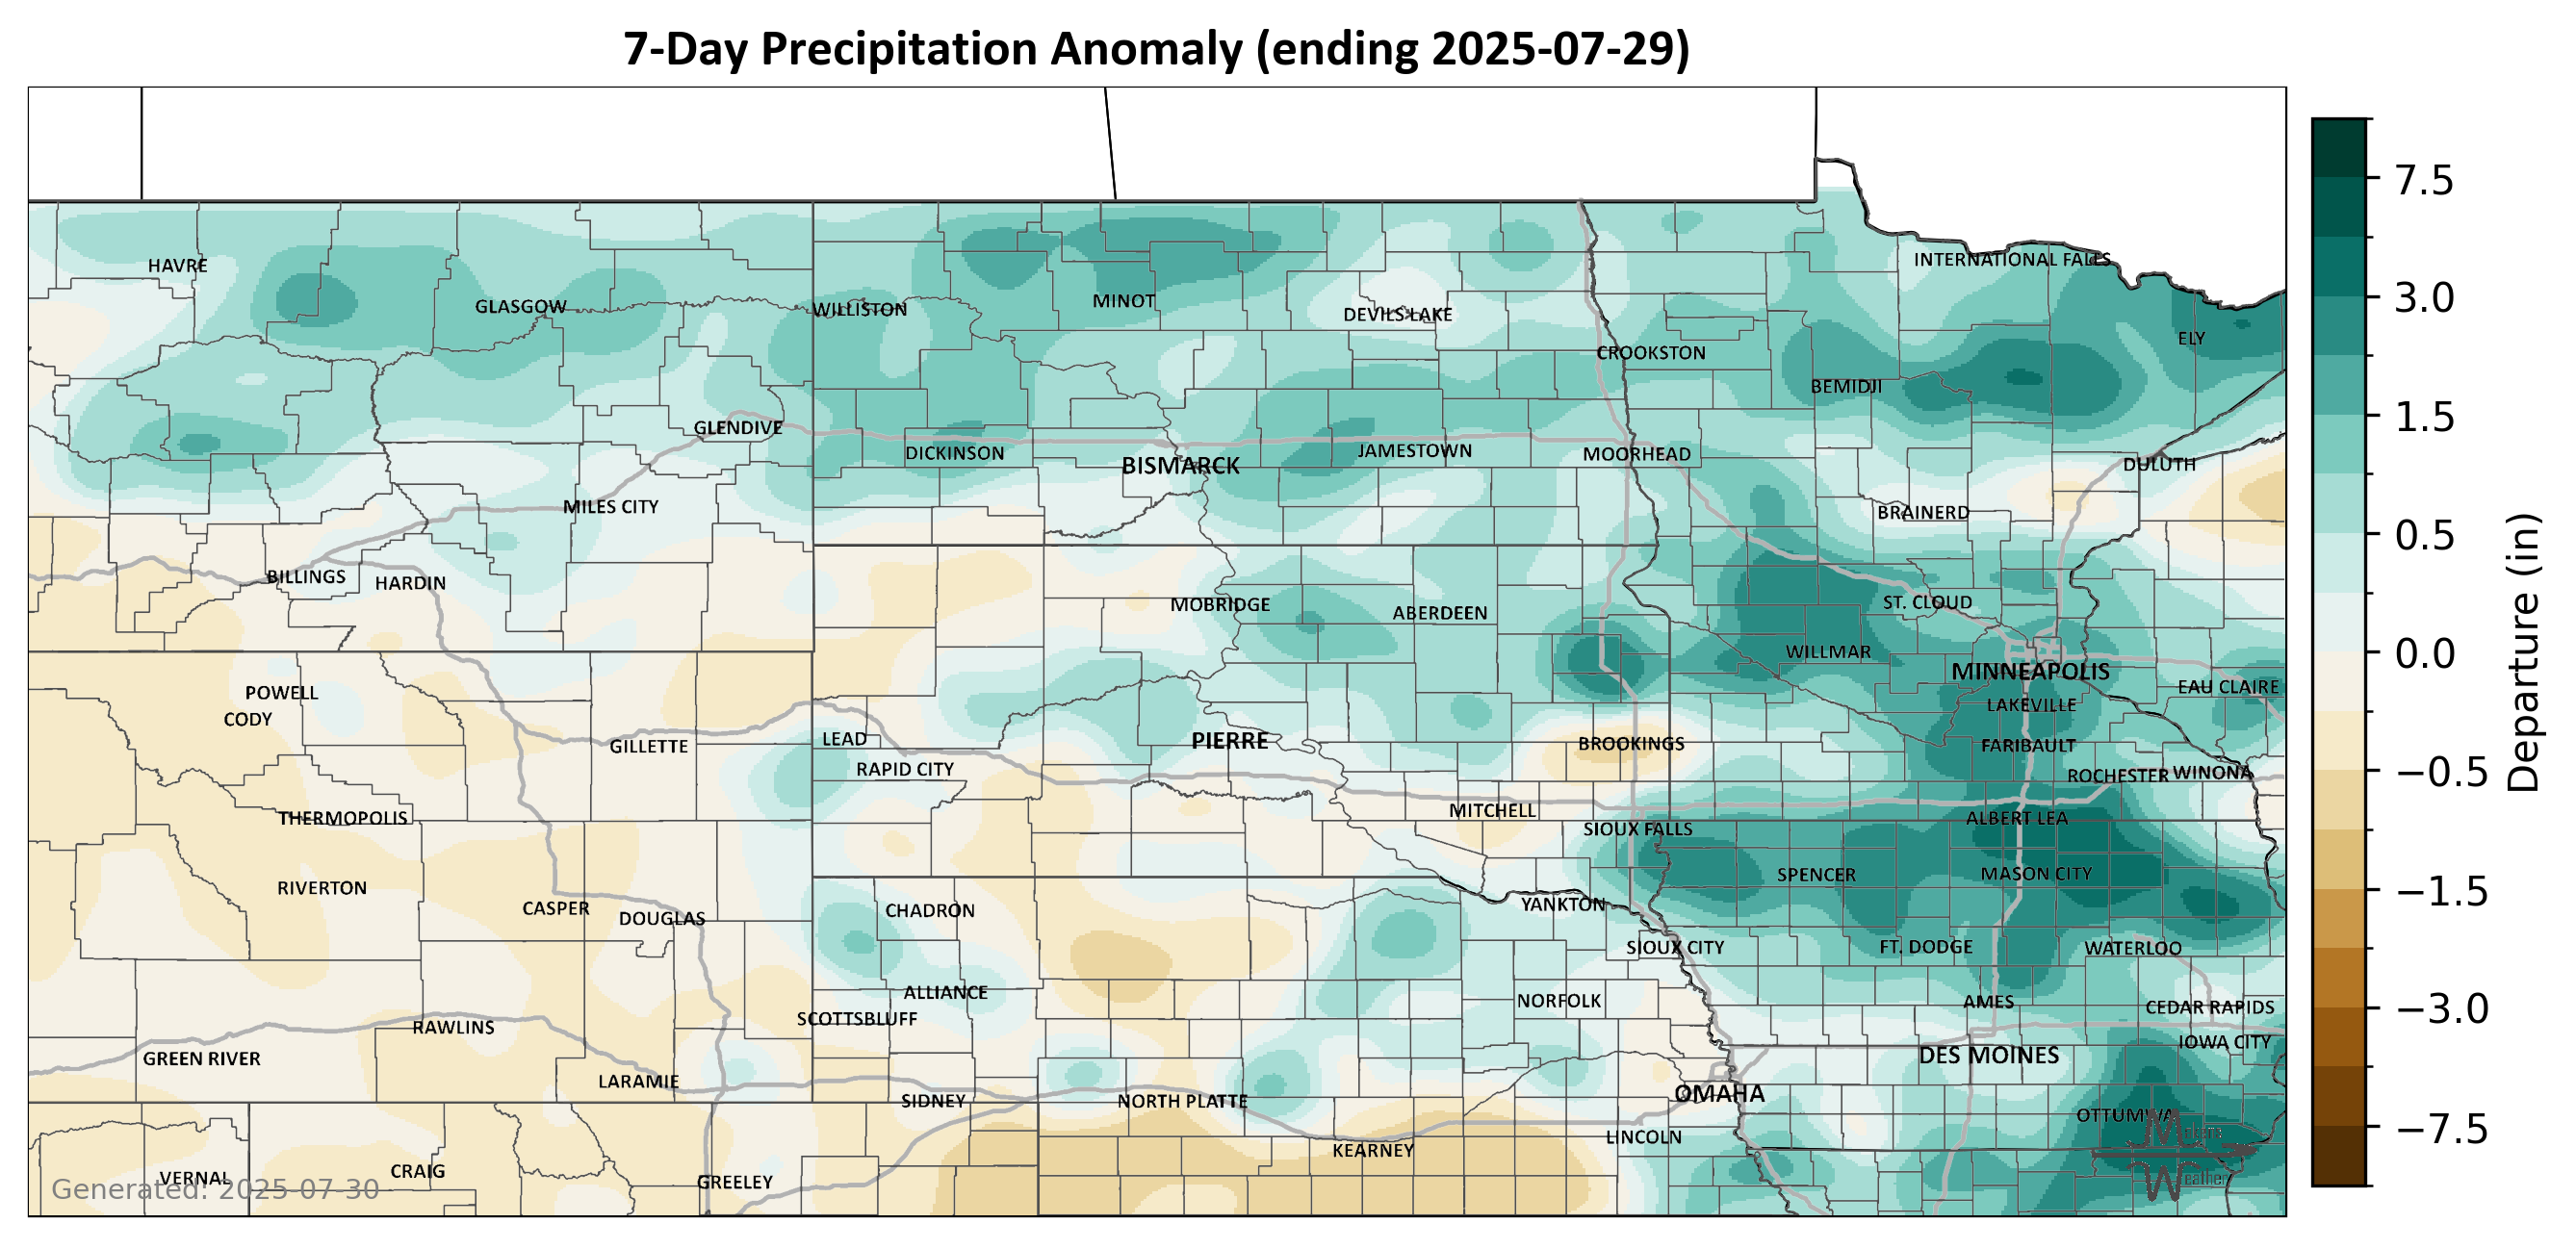 7-Day Precipitation Anomaly (ending 2025-07-29)
HAVRE
INTERNATIONAL FALLS
GLASGOW
WILLISTON
MINOT
DEVILS LAKE
ELY
CROOKSTON
BEMIDJI
GLENDIVE
DICKINSON
BISMARCK
JAMESTOWN
MOORHEAD
DULUTH
MILES CITY
BRAINERD
BILLINGS
HARDIN
MOBRIDGE
ABERDEEN
ST. CLOUD
WILLMAR
MINNEAPOLIS
POWELL
CODY
EAU CLAIRE
LAKEVILLE
GILLETTE
LEAD
PIERRE
BROOKINGS
FARIBAULT
RAPID CITY
ROCHESTER
WINONA
THERMOPOLIS
MITCHELL
ALBERT LEA
SIOUX FALLS
RIVERTON
SPENCER
MASON CITY
CASPER
DOUGLAS
CHADRON
YANKTON
SIOUX CITY
FT. DODGE
WATERLOO
ALLIANCE
NORFOLK
AMES
CEDAR RAPIDS
SCOTTSBLUFF
RAWLINS
GREEN RIVER
DES MOINES
IOWA CITY
LARAMIE
SIDNEY
NORTH PLATTE
OMAHA
OTTUMWA
LINCOLN
KEARNEY
VERNAL
CRAIG
GREELEY
Generated: 2025-07-30
Weather
7.5
3.0
1.5
0.5
0.0
−0.5
−1.5
−3.0
−7.5
Departure (in)